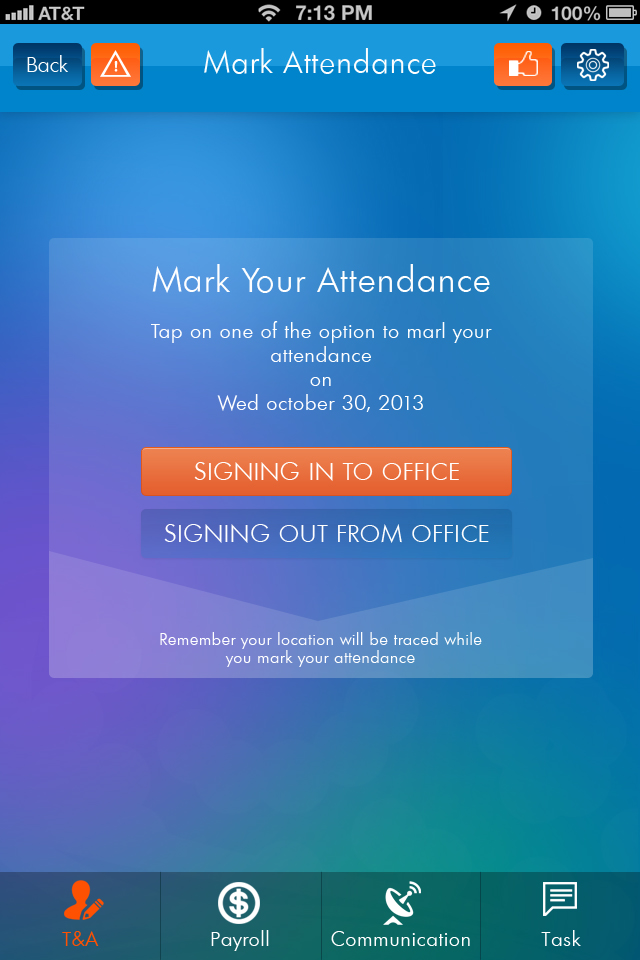 AT&T 7:13 PM 100%
Back Mark Attendance
Mark Your Attendance
Tap on one of the option to marl your
attendance
on
Wed october 30, 2013
SIGNING IN TO OFFICE
SIGNING OUT FROM OFFICE
Remember your location will be traced while
you mark your attendance
T&A Payroll Communication Task